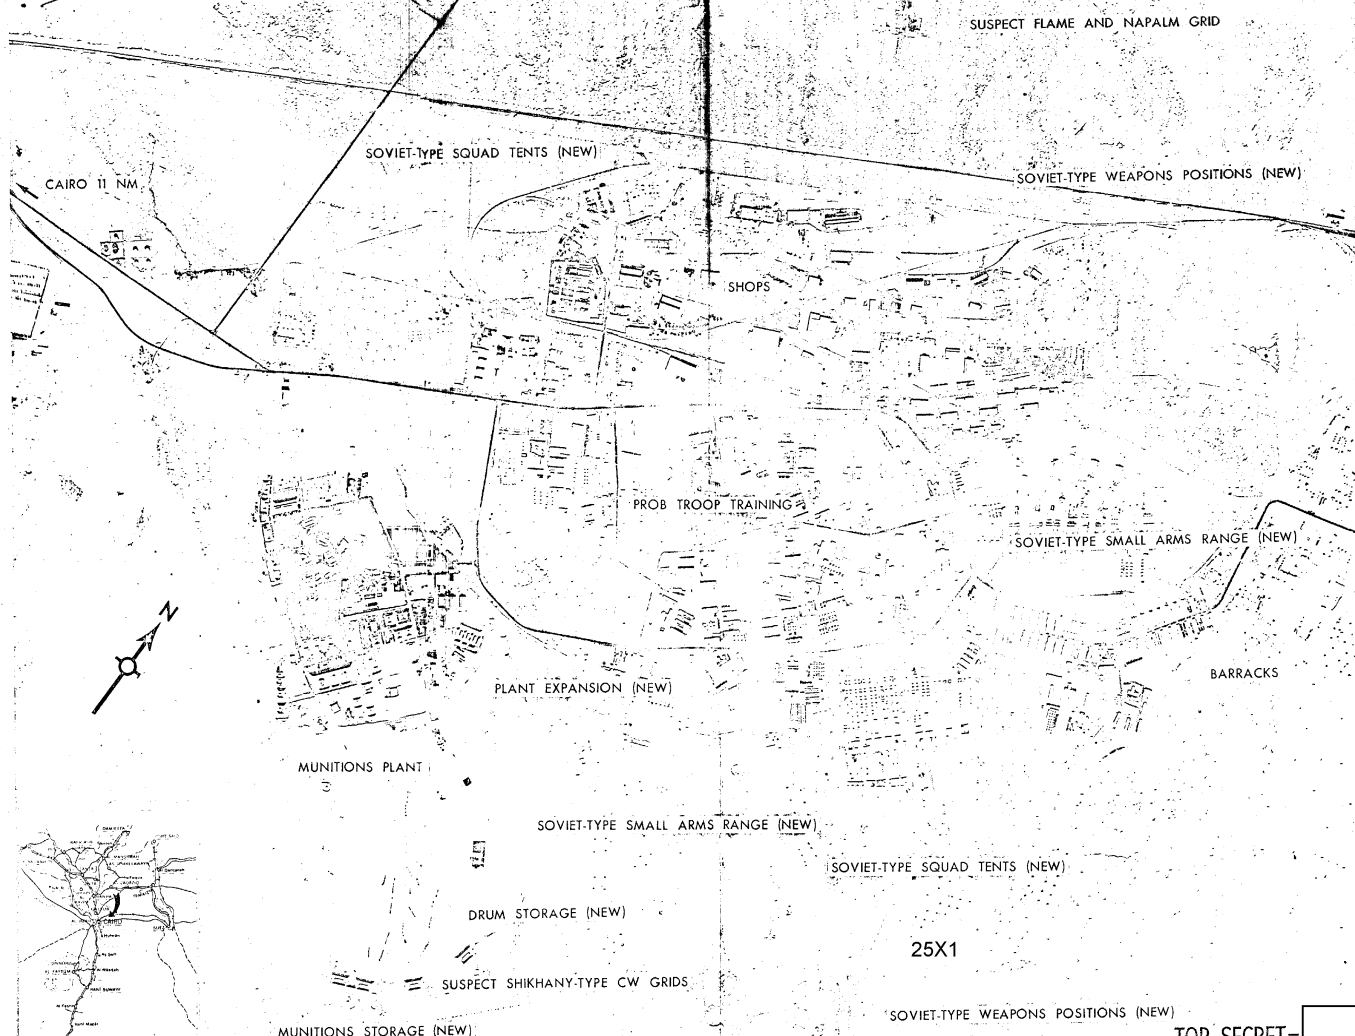 SUSPECT FLAME AND NAPALM GRID
SOVIET-TYPE SQUAD TENTS (NEW)
SOVIET-TYPE WEAPONS POSITIONS (NEW)
CAIRO 11 NM
SHOPS
PROB TROOP TRAINING
SOVIET-TYPE SMALL ARMS RANGE (NEW)
N
BARRACKS
PLANT EXPANSION (NEW)
MUNITIONS PLANT
SOVIET-TYPE SMALL ARMS RANGE (NEW)
SOVIET-TYPE SQUAD TENTS (NEW)
DRUM STORAGE (NEW)
CAIRO
25X1
SUSPECT SHIKHANY-TYPE CW GRIDS
SOVIET-TYPE WEAPONS POSITIONS (NEW)
MUNITIONS STORAGE (NEW)
TOP SECRET